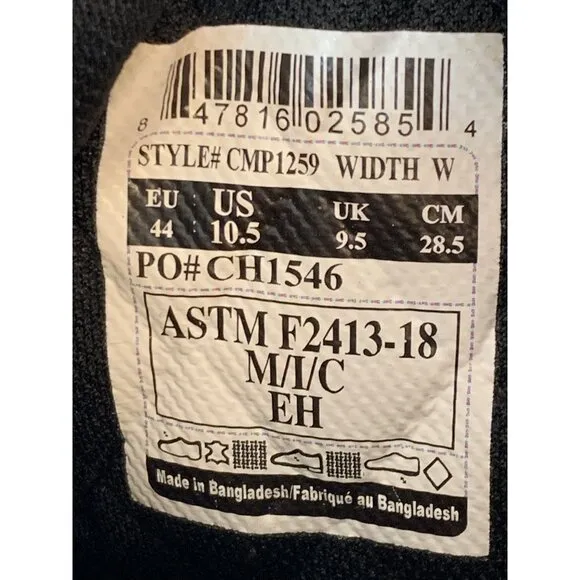 8 47816 02585 4
STYLE# CMP1259 WIDTH W
EU US UK CM
44 10.5 9.5 28.5
PO# CH1546
ASTM F2413-18
M/I/C
EH
Made in Bangladesh/Fabriqué au Bangladesh